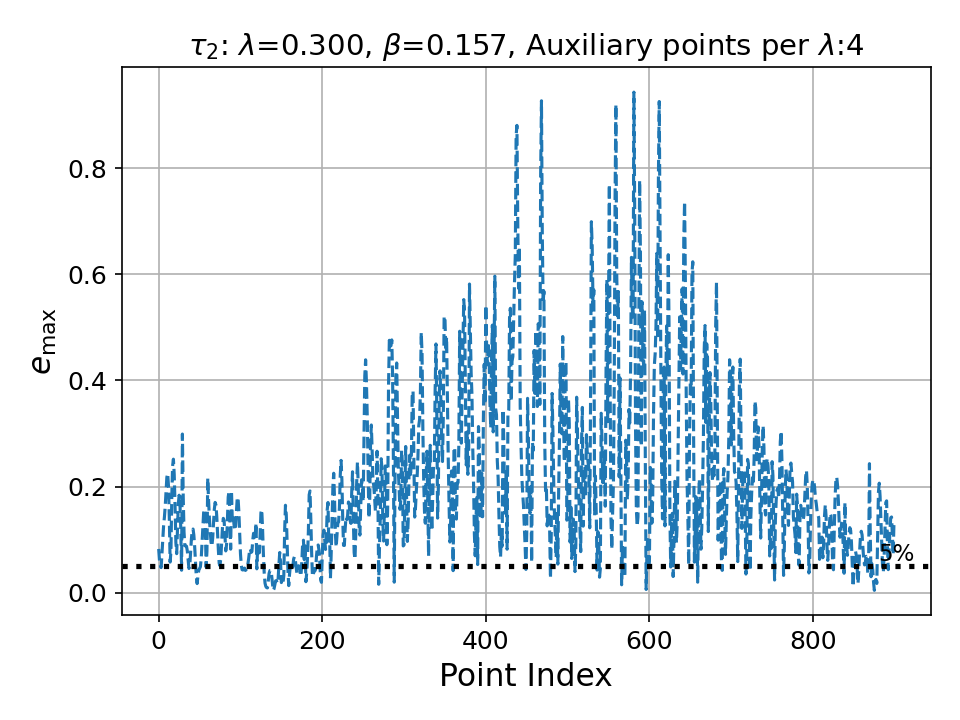 τ₂: λ=0.300, β=0.157, Auxiliary points per λ:4
e_max
0.8
0.6
0.4
0.2
0.0
5%
0 200 400 600 800
Point Index